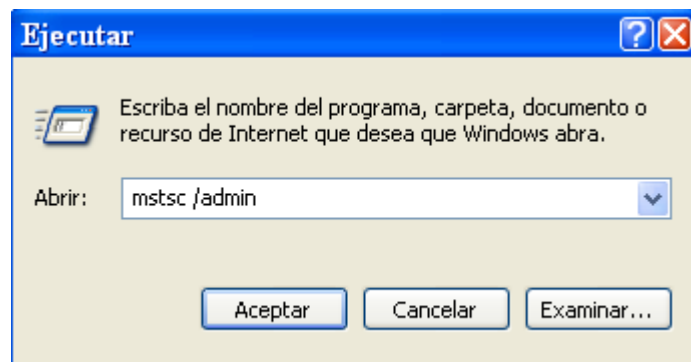 Ejecutar
Escriba el nombre del programa, carpeta, documento o
recurso de Internet que desea que Windows abra.
Abrir: mstsc /admin
Aceptar Cancelar Examinar...